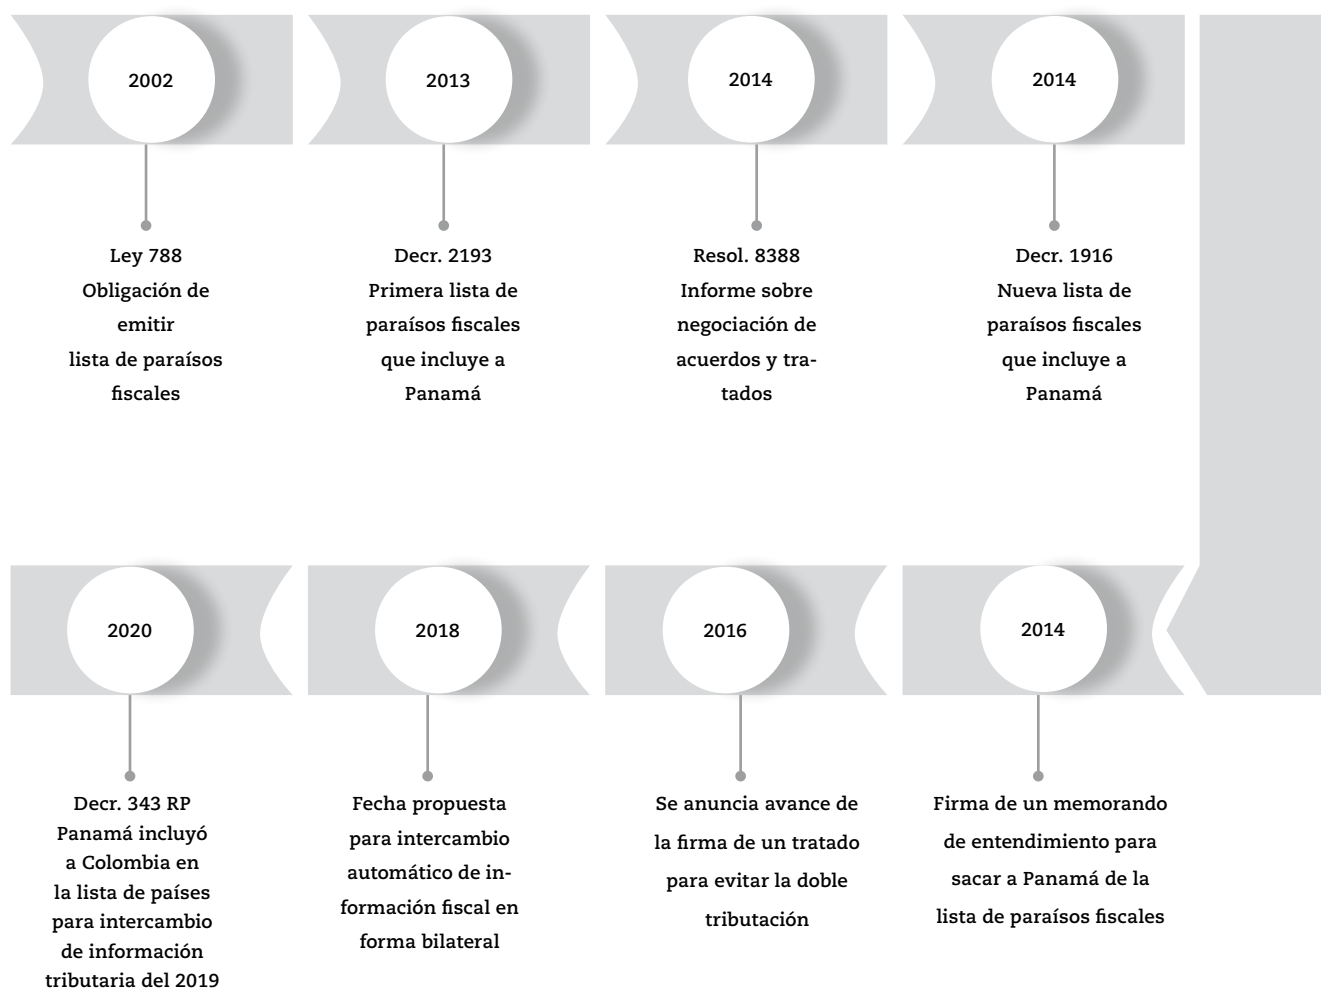 2002
Ley 788
Obligación de
emitir
lista de paraísos
fiscales
2013
Decr. 2193
Primera lista de
paraísos fiscales
que incluye a
Panamá
2014
Resol. 8388
Informe sobre
negociación de
acuerdos y tra-
tados
2014
Decr. 1916
Nueva lista de
paraísos fiscales
que incluye a
Panamá
2014
Firma de un memorando
de entendimiento para
sacar a Panamá de la
lista de paraísos fiscales
2016
Se anuncia avance de
la firma de un tratado
para evitar la doble
tributación
2018
Fecha propuesta
para intercambio
automático de in-
formación fiscal en
forma bilateral
2020
Decr. 343 RP
Panamá incluyó
a Colombia en
la lista de países
para intercambio
de información
tributaria del 2019